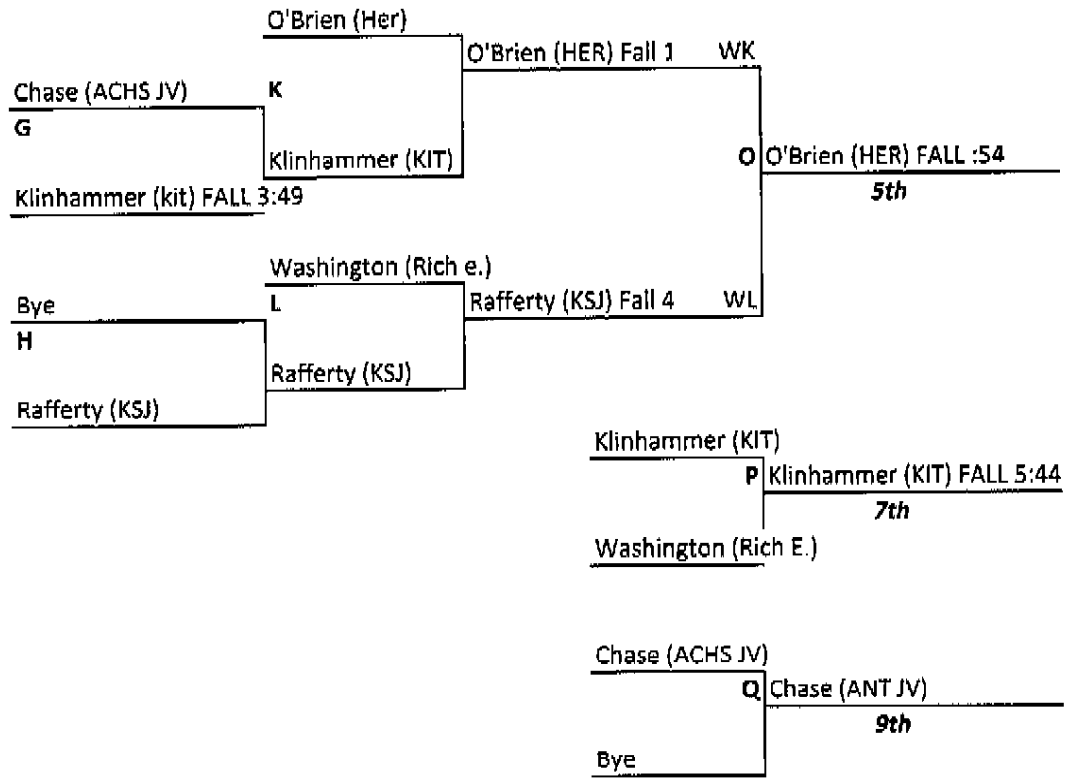 O'Brien (Her)
O'Brien (HER) Fall 1 WK
Chase (ACHS JV)
K
G
Klinhammer (KIT)
O O'Brien (HER) FALL :54
5th
Klinhammer (kit) FALL 3:49
Washington (Rich e.)
Bye
L
Rafferty (KSJ) Fall 4 WL
H
Rafferty (KSJ)
Rafferty (KSJ)
Klinhammer (KIT)
P Klinhammer (KIT) FALL 5:44
7th
Washington (Rich E.)
Chase (ACHS JV)
Q Chase (ANT JV)
9th
Bye